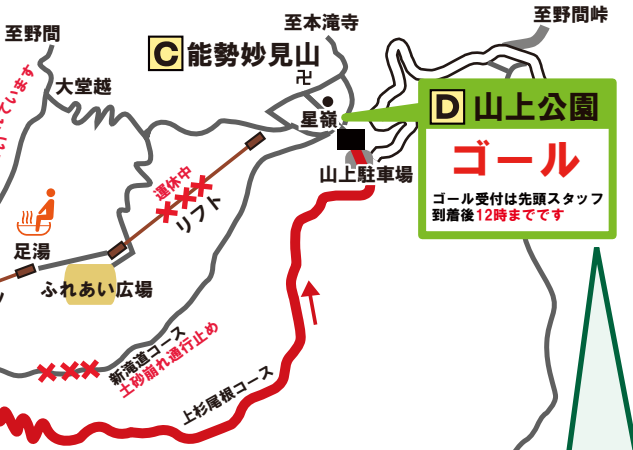 至野間
至本滝寺
至野間峠
C 能勢妙見山
卍
大堂越
星嶺
D 山上公園
ゴール
ゴール受付は先頭スタッフ
到着後12時までです
山上駐車場
運休中
リフト
足湯
ふれあい広場
新滝道コース
土砂崩れ通行止め
上杉尾根コース